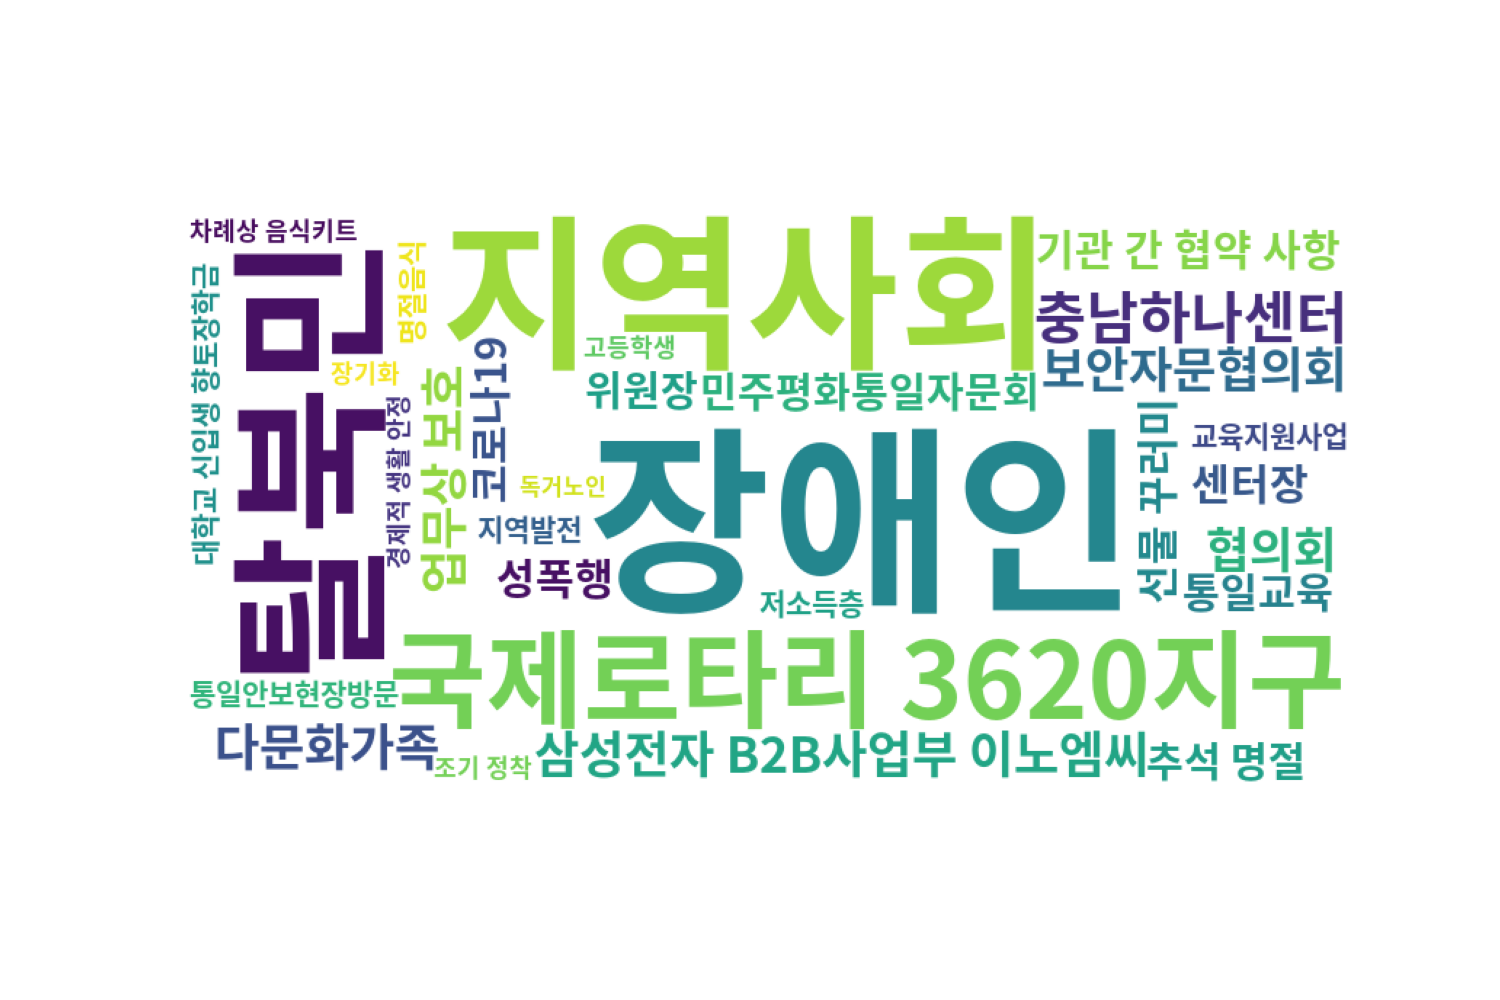 차례상 음식키트
대학교 신입생 향토장학금
탈북민
명절음식
장기화
경제적 생활 안정
업무상 보호
코로나19
지역사회
기관 간 협약 사항
충남하나센터
고등학생
보안자문협의회
위원장
민주평화통일자문회
독거노인
장애인
선물 꾸러미
교육지원사업
센터장
지역발전
협의회
성폭행
저소득층
통일교육
국제로타리 3620지구
통일안보현장방문
다문화가족
조기 정착
삼성전자 B2B사업부 이노엠씨
추석 명절